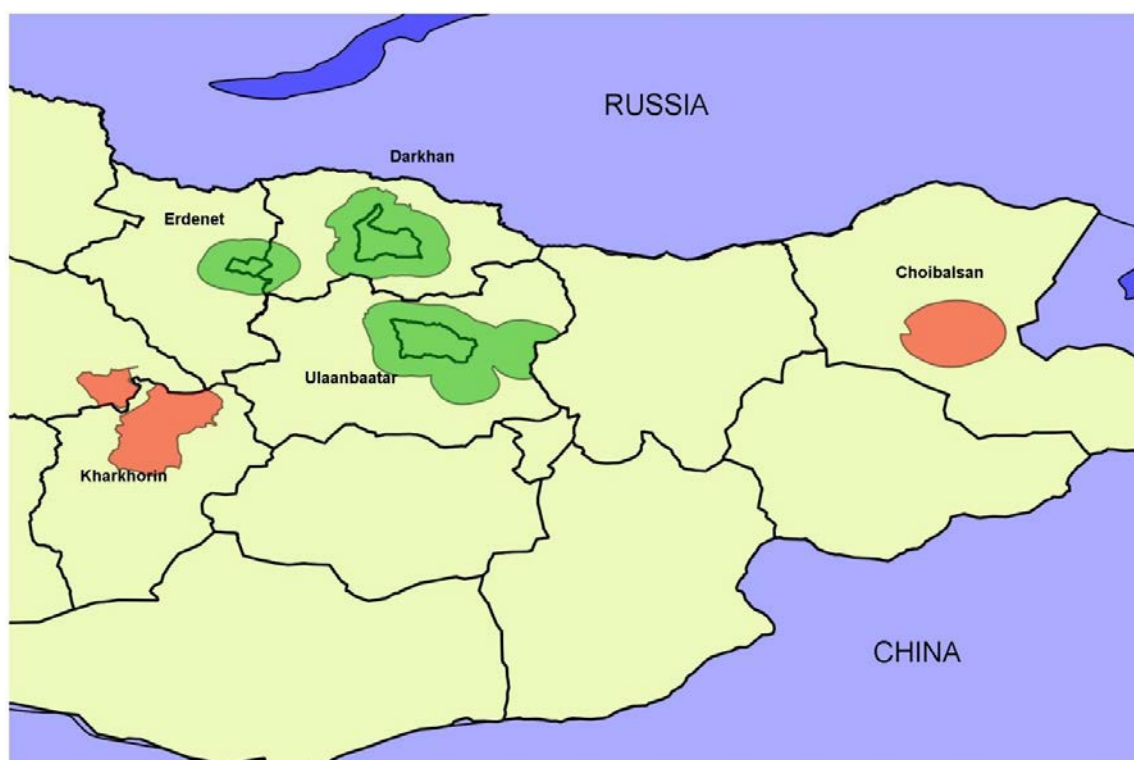 RUSSIA
Darkhan
Erdenet
Choibalsan
Ulaanbaatar
Kharkhorin
CHINA